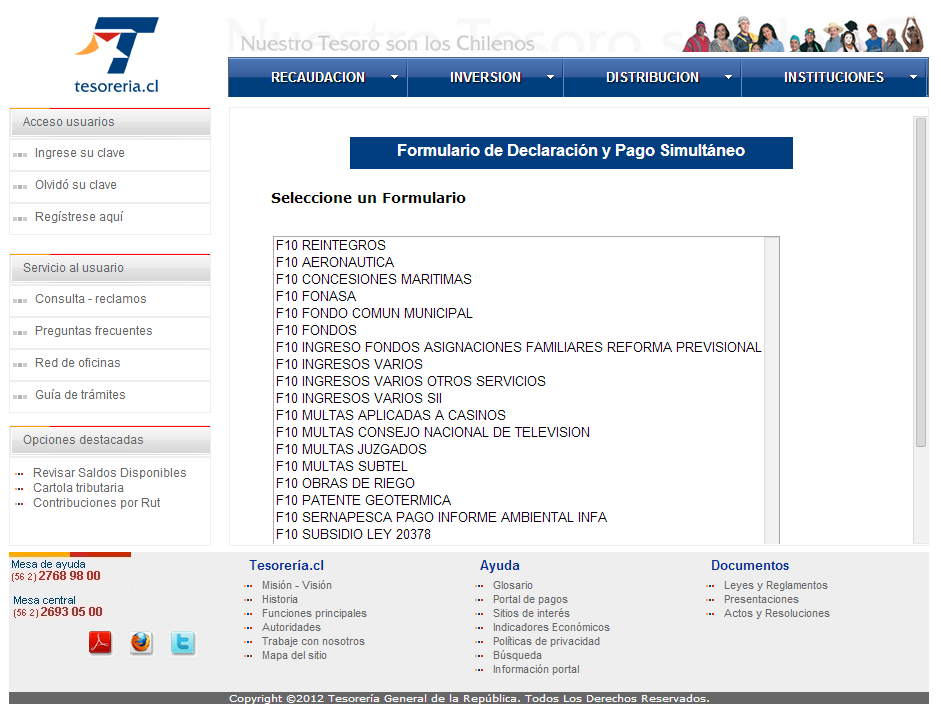 tesoreria.cl
Nuestro Tesoro son los Chilenos
RECAUDACION
INVERSION
DISTRIBUCION
INSTITUCIONES
Acceso usuarios
Ingrese su clave
Olvidó su clave
Regístrese aquí
Servicio al usuario
Consulta - reclamos
Preguntas frecuentes
Red de oficinas
Guía de trámites
Opciones destacadas
Revisar Saldos Disponibles
Cartola tributaria
Contribuciones por Rut
Formulario de Declaración y Pago Simultáneo
Seleccione un Formulario
F10 REINTEGROS
F10 AERONAUTICA
F10 CONCESIONES MARITIMAS
F10 FONASA
F10 FONDO COMUN MUNICIPAL
F10 FONDOS
F10 INGRESO FONDOS ASIGNACIONES FAMILIARES REFORMA PREVISIONAL
F10 INGRESOS VARIOS
F10 INGRESOS VARIOS OTROS SERVICIOS
F10 INGRESOS VARIOS SII
F10 MULTAS APLICADAS A CASINOS
F10 MULTAS CONSEJO NACIONAL DE TELEVISION
F10 MULTAS JUZGADOS
F10 MULTAS SUBTEL
F10 OBRAS DE RIEGO
F10 PATENTE GEOTERMICA
F10 SERNAPESCA PAGO INFORME AMBIENTAL INFA
F10 SUBSIDIO LEY 20378
Mesa de ayuda
(56 2) 2768 98 00
Mesa central
(56 2) 2693 05 00
Tesorería.cl
Misión - Visión
Historia
Funciones principales
Autoridades
Trabaje con nosotros
Mapa del sitio
Ayuda
Glosario
Portal de pagos
Sitios de interés
Indicadores Económicos
Políticas de privacidad
Búsqueda
Información portal
Documentos
Leyes y Reglamentos
Presentaciones
Actos y Resoluciones
Copyright ©2012 Tesorería General de la República. Todos Los Derechos Reservados.